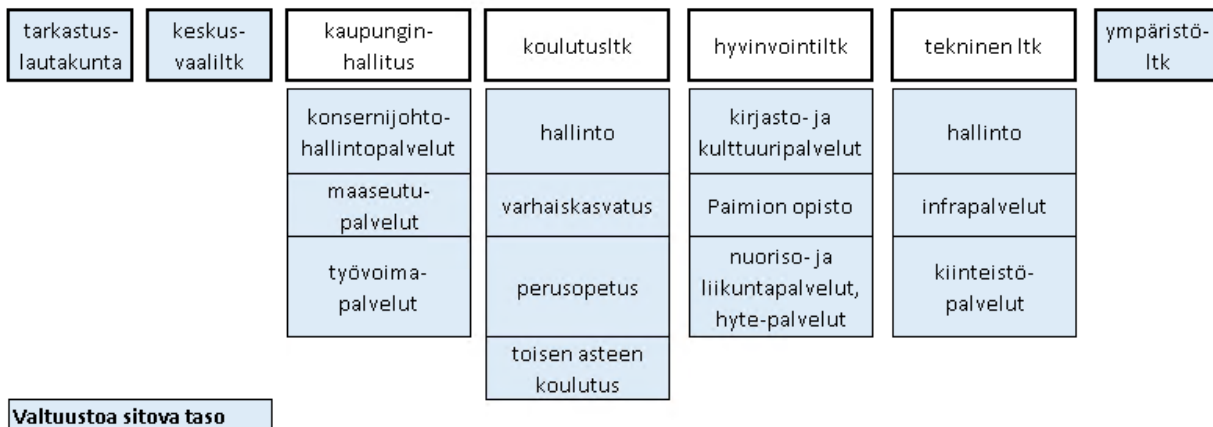 tarkastus-
lautakunta
keskus-
vaaliltk
kaupungin-
hallitus
koulutusltk
hyvinvointiltk
tekninen ltk
ympäristö-
ltk
konsernijohto-
hallintopalvelut
maaseutu-
palvelut
työvoima-
palvelut
hallinto
varhaiskasvatus
perusopetus
toisen asteen
koulutus
kirjasto- ja
kulttuuripalvelut
Paimion opisto
nuoriso- ja
liikuntapalvelut,
hyte-palvelut
hallinto
infrapalvelut
kiinteistö-
palvelut
Valtuustoa sitova taso